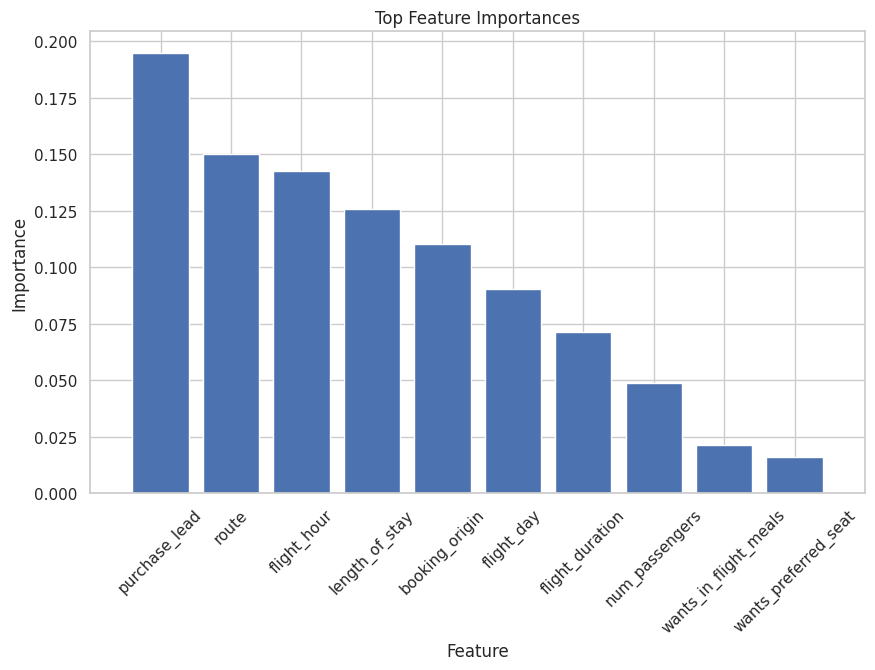 Top Feature Importances
Importance
0.200
0.175
0.150
0.125
0.100
0.075
0.050
0.025
0.000
purchase_lead
route
flight_hour
length_of_stay
booking_origin
flight_day
flight_duration
num_passengers
wants_in_flight_meals
wants_preferred_seat
Feature